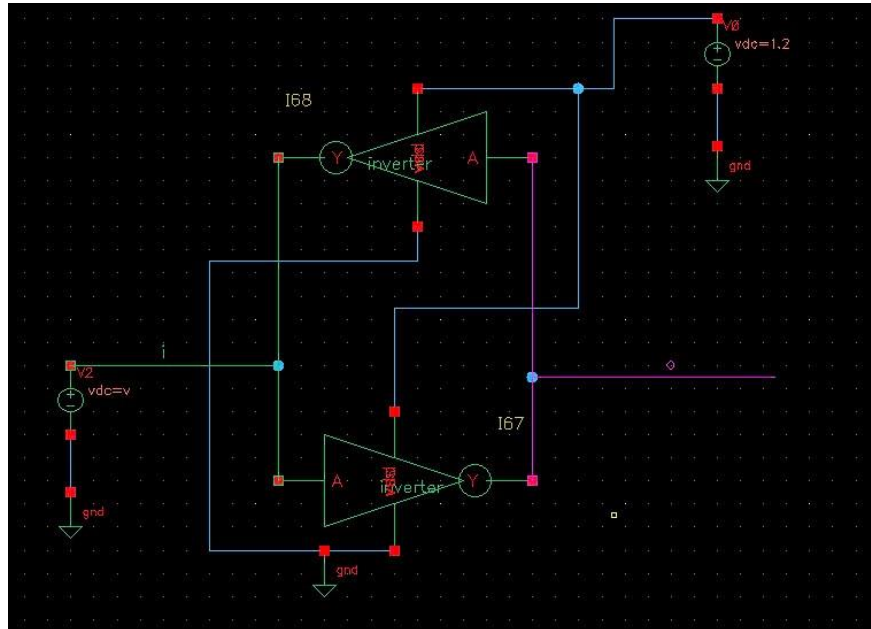 V0
vdc=1.2
gnd
I68
Y
inverter
A
i
V2
vdc=v
gnd
o
I67
A
inverter
Y
gnd